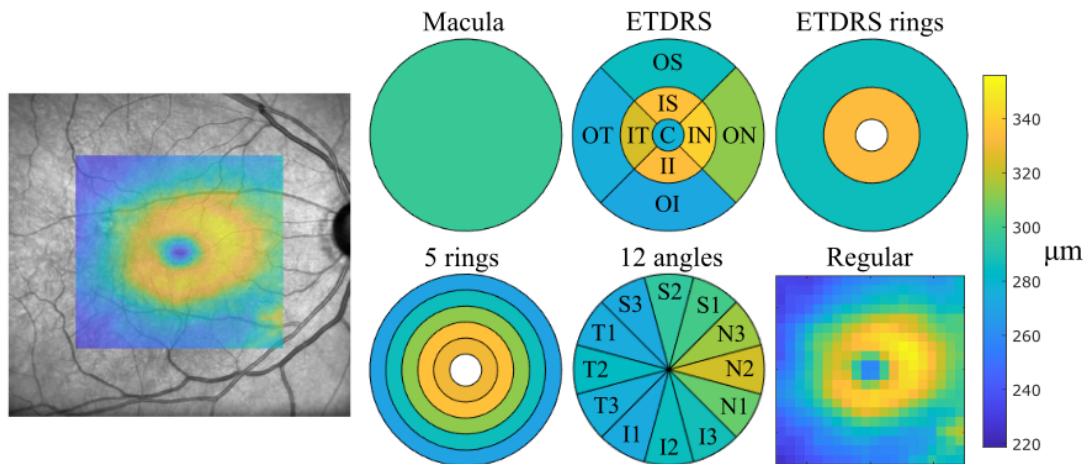 Macula
ETDRS
ETDRS rings
OS
IS
OT
IT
C
IN
ON
II
OI
340
320
300
280
260
240
220
μm
5 rings
12 angles
Regular
S3
S2
S1
T1
N3
T2
N2
T3
N1
I1
I2
I3